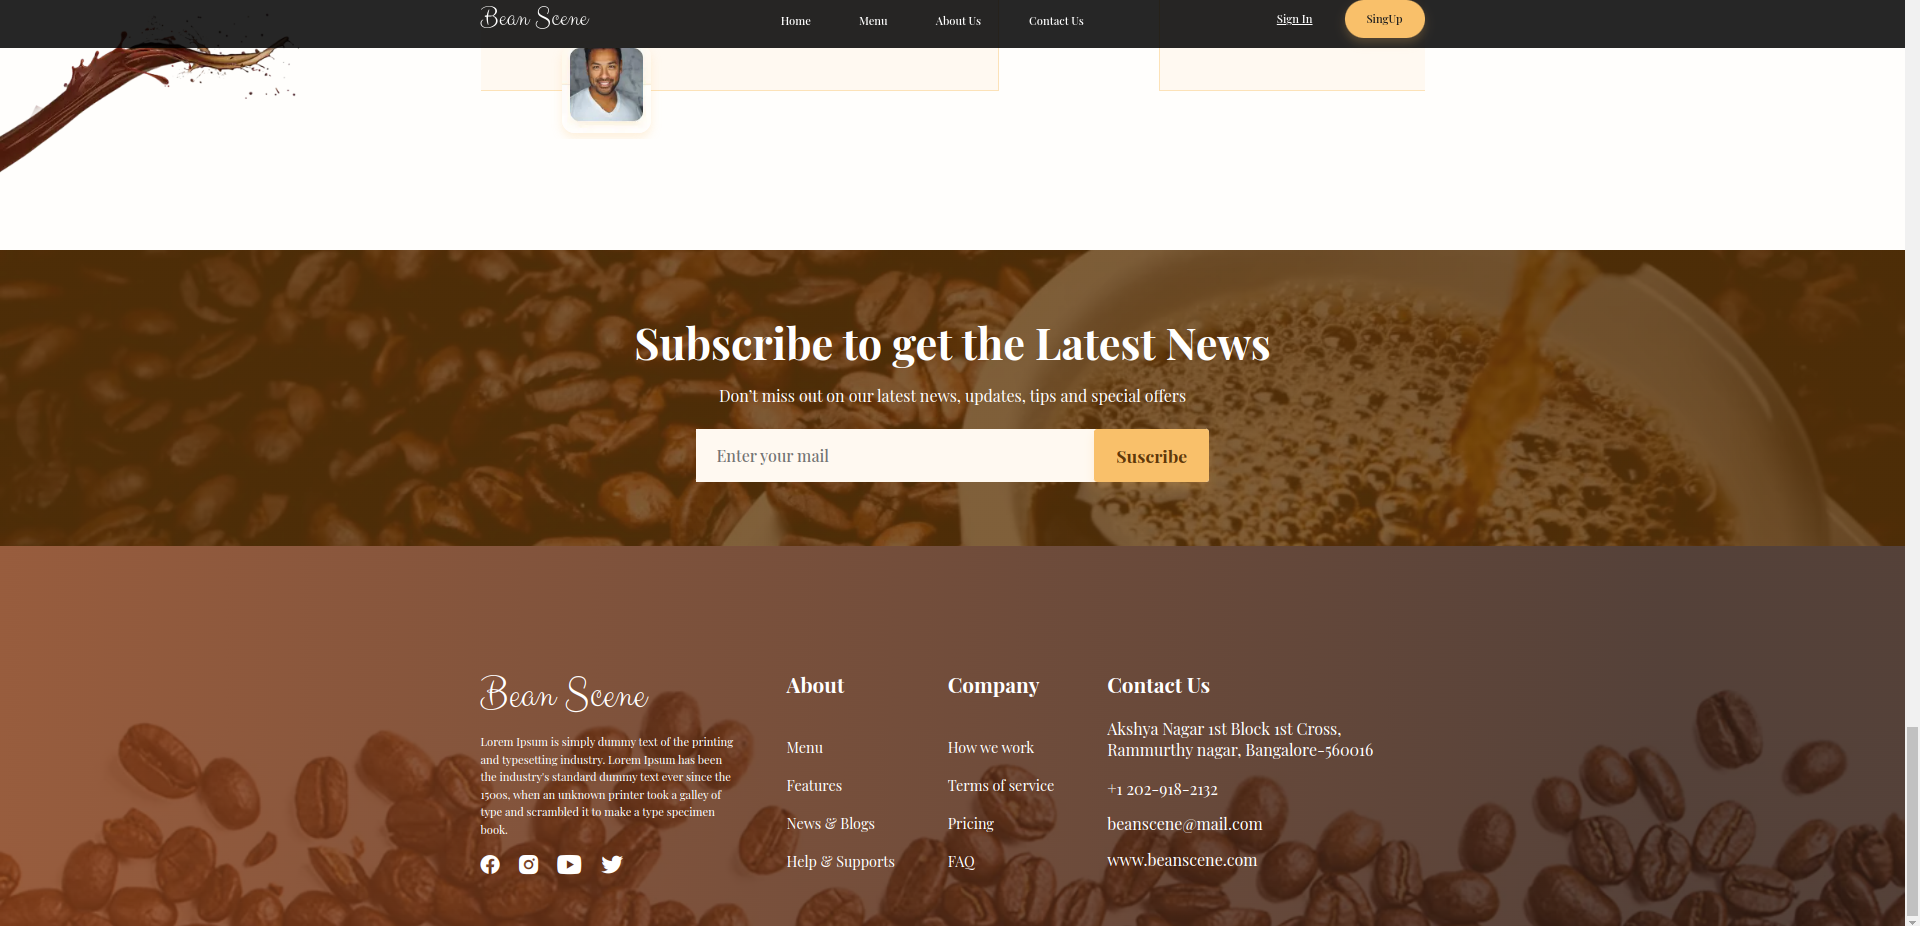 Bean Scene
Home
Menu
About Us
Contact Us
Sign In
SingUp
Subscribe to get the Latest News
Don't miss out on our latest news, updates, tips and special offers
Enter your mail
Suscribe
Bean Scene
Lorem Ipsum is simply dummy text of the printing
and typesetting industry. Lorem Ipsum has been
the industry's standard dummy text ever since the
1500s, when an unknown printer took a galley of
type and scrambled it to make a type specimen
book.
About
Menu
Features
News & Blogs
Help & Supports
Company
How we work
Terms of service
Pricing
FAQ
Contact Us
Akshya Nagar 1st Block 1st Cross,
Rammurthy nagar, Bangalore-560016
+1 202-918-2132
beanscene@mail.com
www.beanscene.com